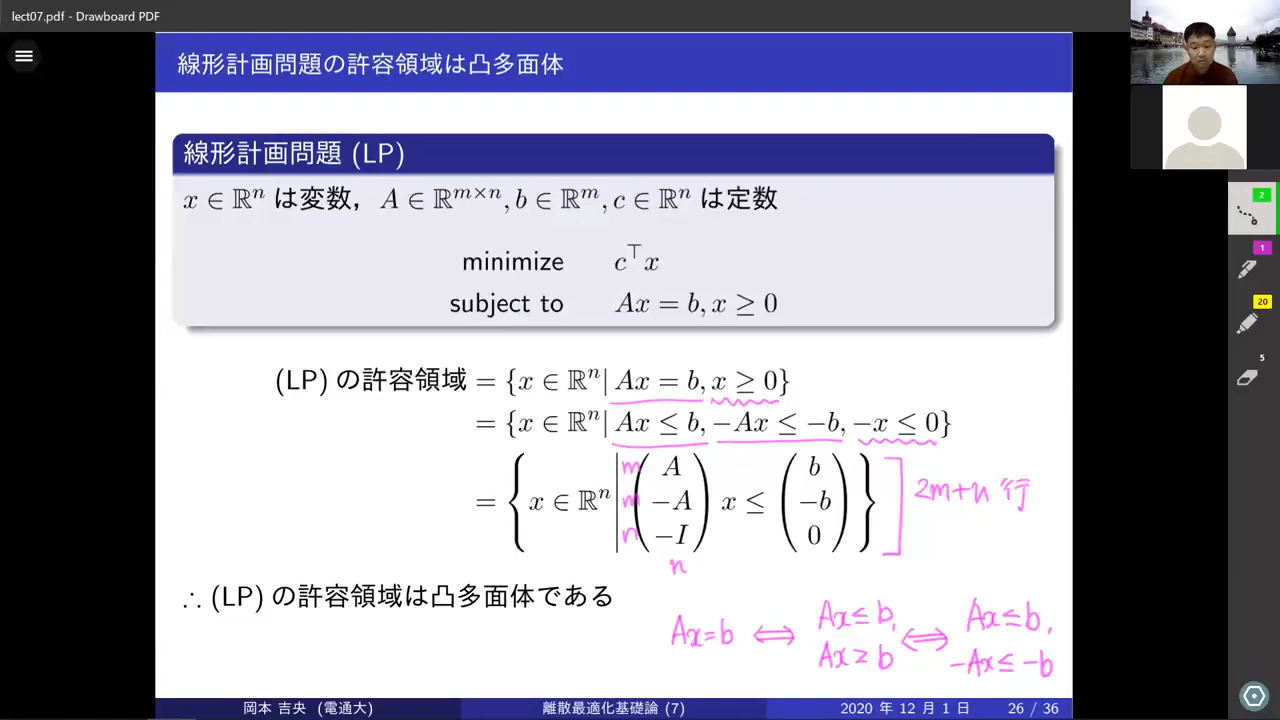 lect07.pdf - Drawboard PDF
線形計画問題の許容領域は凸多面体
線形計画問題 (LP)
x ∈ ℝⁿ は変数，A ∈ ℝᵐˣⁿ, b ∈ ℝᵐ, c ∈ ℝⁿ は定数
minimize c⊤x
subject to Ax = b, x ≥ 0
(LP) の許容領域 = {x ∈ ℝⁿ | Ax = b, x ≥ 0}
= {x ∈ ℝⁿ | Ax ≤ b, −Ax ≤ −b, −x ≤ 0}
m A b
= { x ∈ ℝⁿ | m −A x ≤ −b } 2m+n 行
n −I 0
n
∴ (LP) の許容領域は凸多面体である
Ax=b ⟺ Ax≤b, Ax≥b ⟺ Ax≤b, −Ax≤−b
岡本 吉央 (電通大) 離散最適化基礎論 (7) 2020 年 12 月 1 日 26 / 36
2
1
20
5